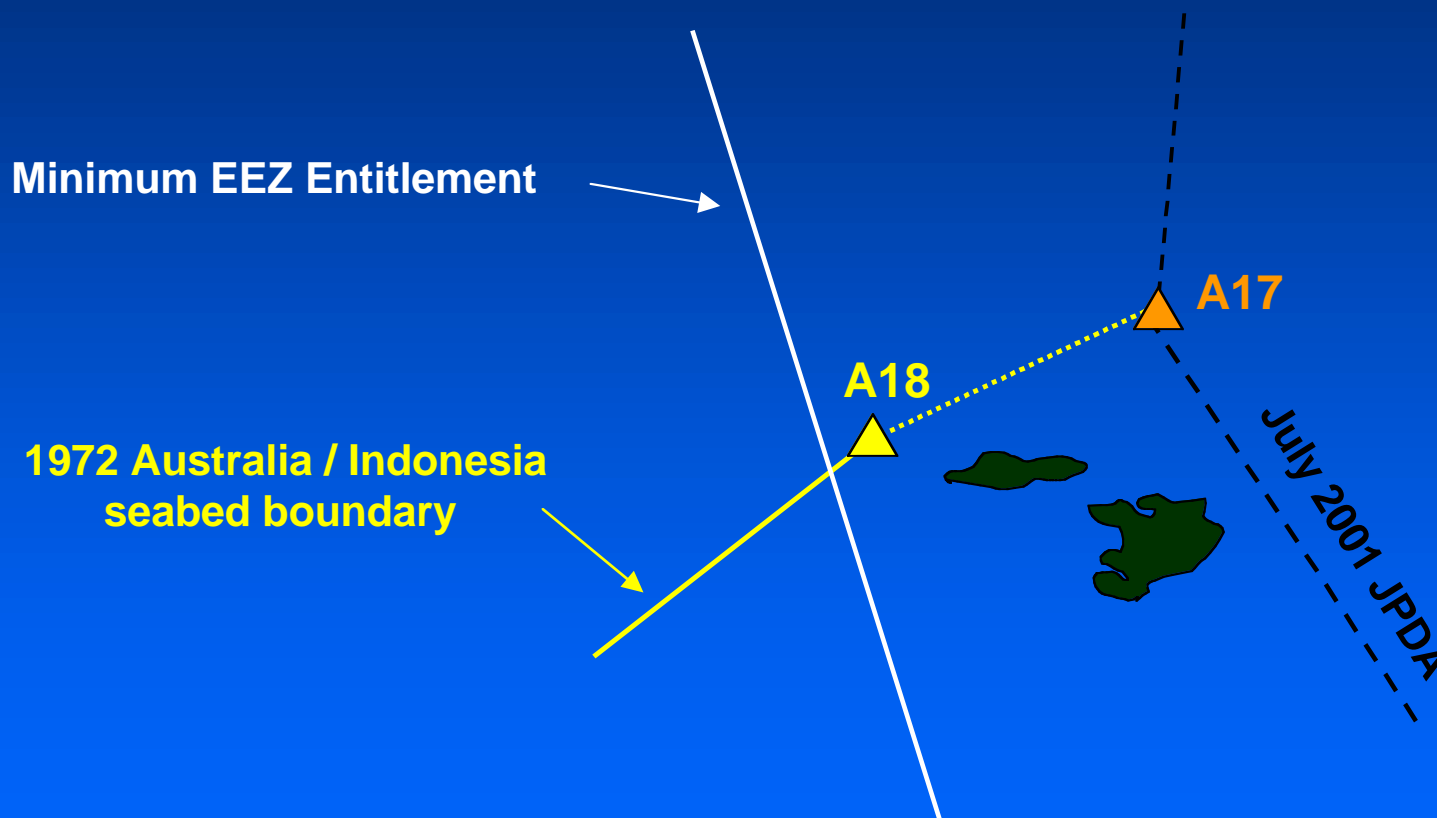 Minimum EEZ Entitlement
A17
A18
1972 Australia / Indonesia
seabed boundary
July 2001 JPDA